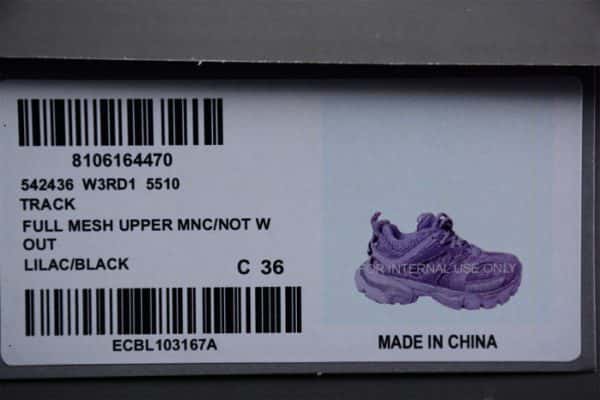 8106164470
542436 W3RD1 5510
TRACK
FULL MESH UPPER MNC/NOT W
OUT
LILAC/BLACK C 36
ECBL103167A
FOR INTERNAL USE ONLY
MADE IN CHINA